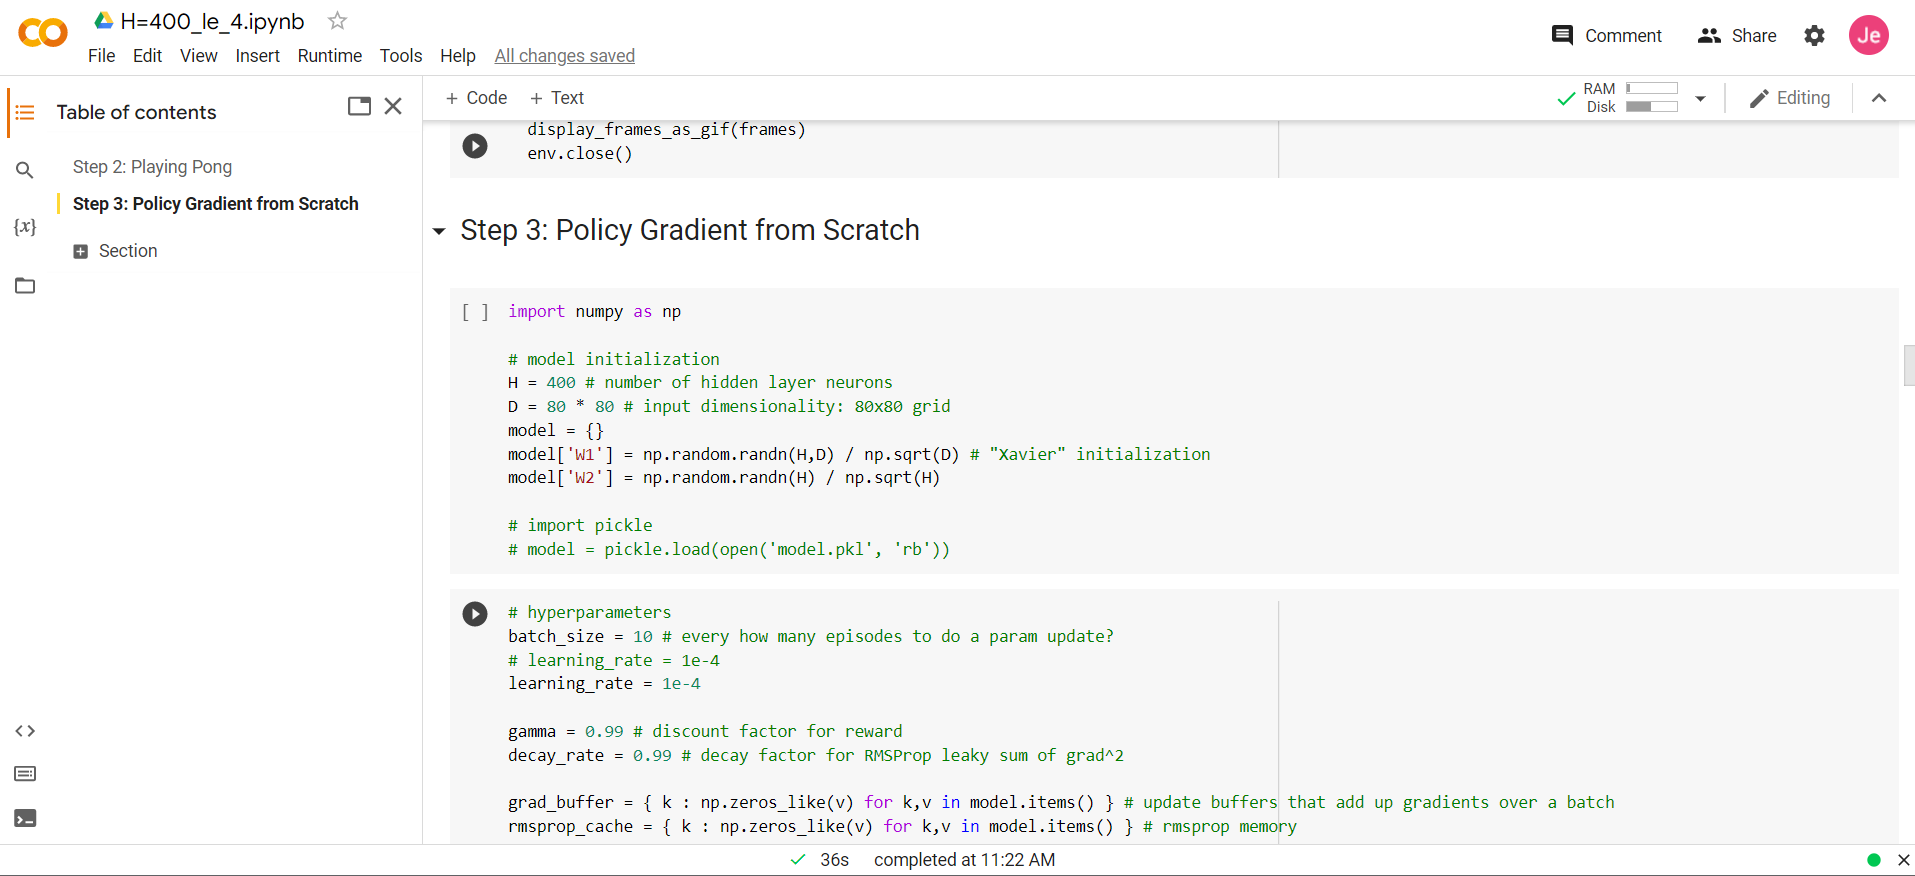 H=400_le_4.ipynb
File Edit View Insert Runtime Tools Help All changes saved
Comment Share Je
Table of contents
Step 2: Playing Pong
Step 3: Policy Gradient from Scratch
Section
{x}
+ Code + Text
RAM
Disk
Editing
display_frames_as_gif(frames)
env.close()
Step 3: Policy Gradient from Scratch
[ ] import numpy as np
# model initialization
H = 400 # number of hidden layer neurons
D = 80 * 80 # input dimensionality: 80x80 grid
model = {}
model['W1'] = np.random.randn(H,D) / np.sqrt(D) # "Xavier" initialization
model['W2'] = np.random.randn(H) / np.sqrt(H)
# import pickle
# model = pickle.load(open('model.pkl', 'rb'))
# hyperparameters
batch_size = 10 # every how many episodes to do a param update?
# learning_rate = 1e-4
learning_rate = 1e-4
gamma = 0.99 # discount factor for reward
decay_rate = 0.99 # decay factor for RMSProp leaky sum of grad^2
grad_buffer = { k : np.zeros_like(v) for k,v in model.items() } # update buffers that add up gradients over a batch
rmsprop_cache = { k : np.zeros_like(v) for k,v in model.items() } # rmsprop memory
36s completed at 11:22 AM